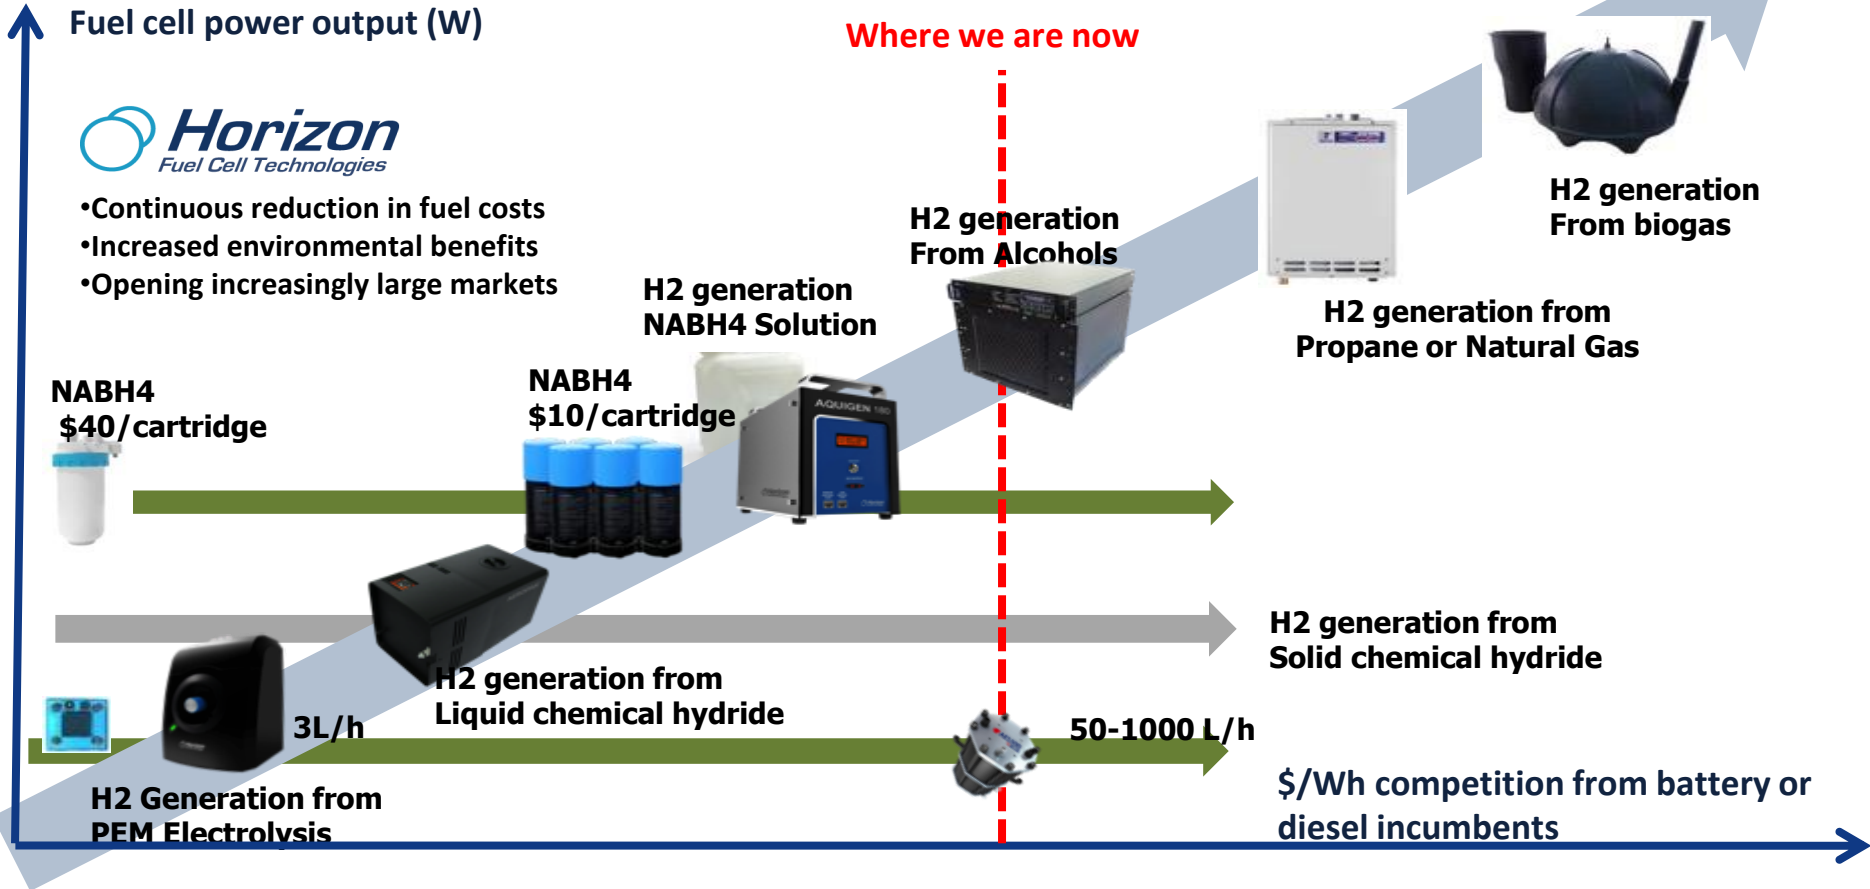 Fuel cell power output (W)
Where we are now
Horizon
Fuel Cell Technologies
•Continuous reduction in fuel costs
•Increased environmental benefits
•Opening increasingly large markets
H2 generation
From biogas
H2 generation
From Alcohols
H2 generation
NABH4 Solution
H2 generation from
Propane or Natural Gas
NABH4
$40/cartridge
NABH4
$10/cartridge
AQUIGEN 180
H2 generation from
Solid chemical hydride
H2 generation from
Liquid chemical hydride
3L/h
50-1000 L/h
H2 Generation from
PEM Electrolysis
$/Wh competition from battery or
diesel incumbents